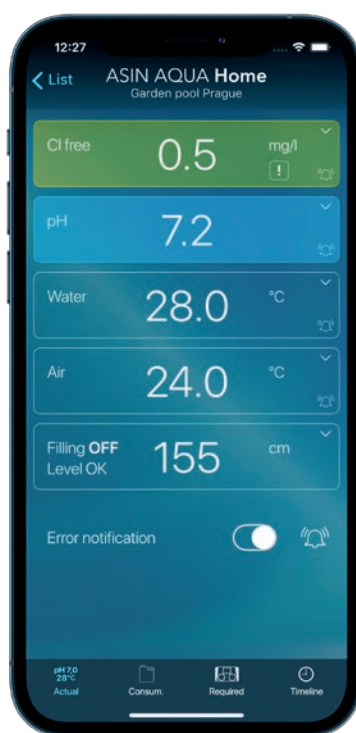 12:27
List
ASIN AQUA Home
Garden pool Prague
Cl free 0.5 mg/l
!
pH 7.2
Water 28.0 °C
Air 24.0 °C
Filling OFF
Level OK
155 cm
Error notification
pH 7,0
28°C
Actual Consum. Required Timeline